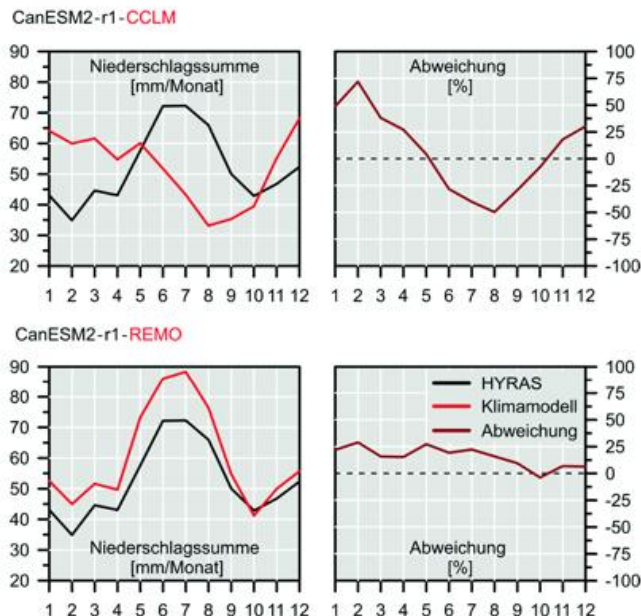 CanESM2-r1-CCLM
Niederschlagssumme
[mm/Monat]
90
80
70
60
50
40
30
20
1 2 3 4 5 6 7 8 9 10 11 12
Abweichung
[%]
100
75
50
25
0
-25
-50
-75
-100
1 2 3 4 5 6 7 8 9 10 11 12
CanESM2-r1-REMO
90
80
70
60
50
40
30
20
Niederschlagssumme
[mm/Monat]
1 2 3 4 5 6 7 8 9 10 11 12
HYRAS
Klimamodell
Abweichung
100
75
50
25
0
-25
-50
-75
-100
Abweichung
[%]
1 2 3 4 5 6 7 8 9 10 11 12